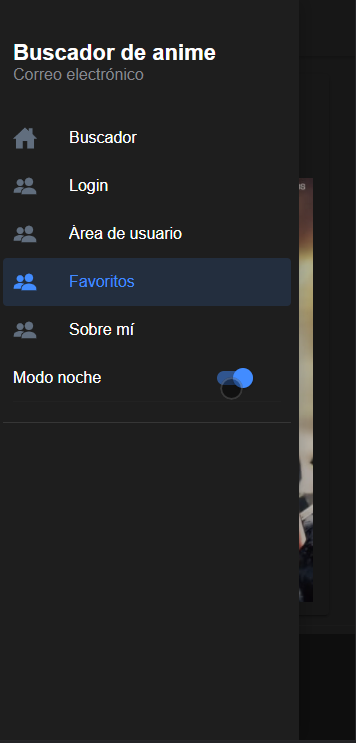 Buscador de anime
Correo electrónico
Buscador
Login
Àrea de usuario
Favoritos
Sobre mí
Modo noche